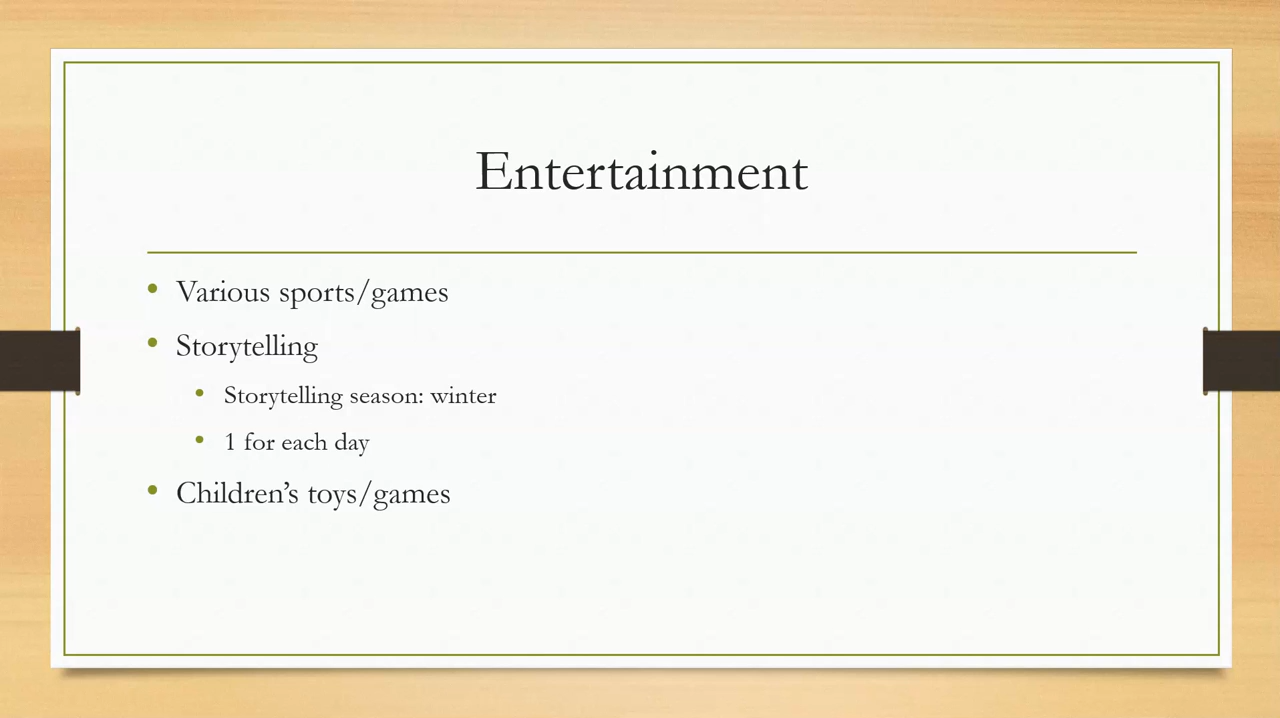 Entertainment
• Various sports/games
• Storytelling
• Storytelling season: winter
• 1 for each day
• Children’s toys/games